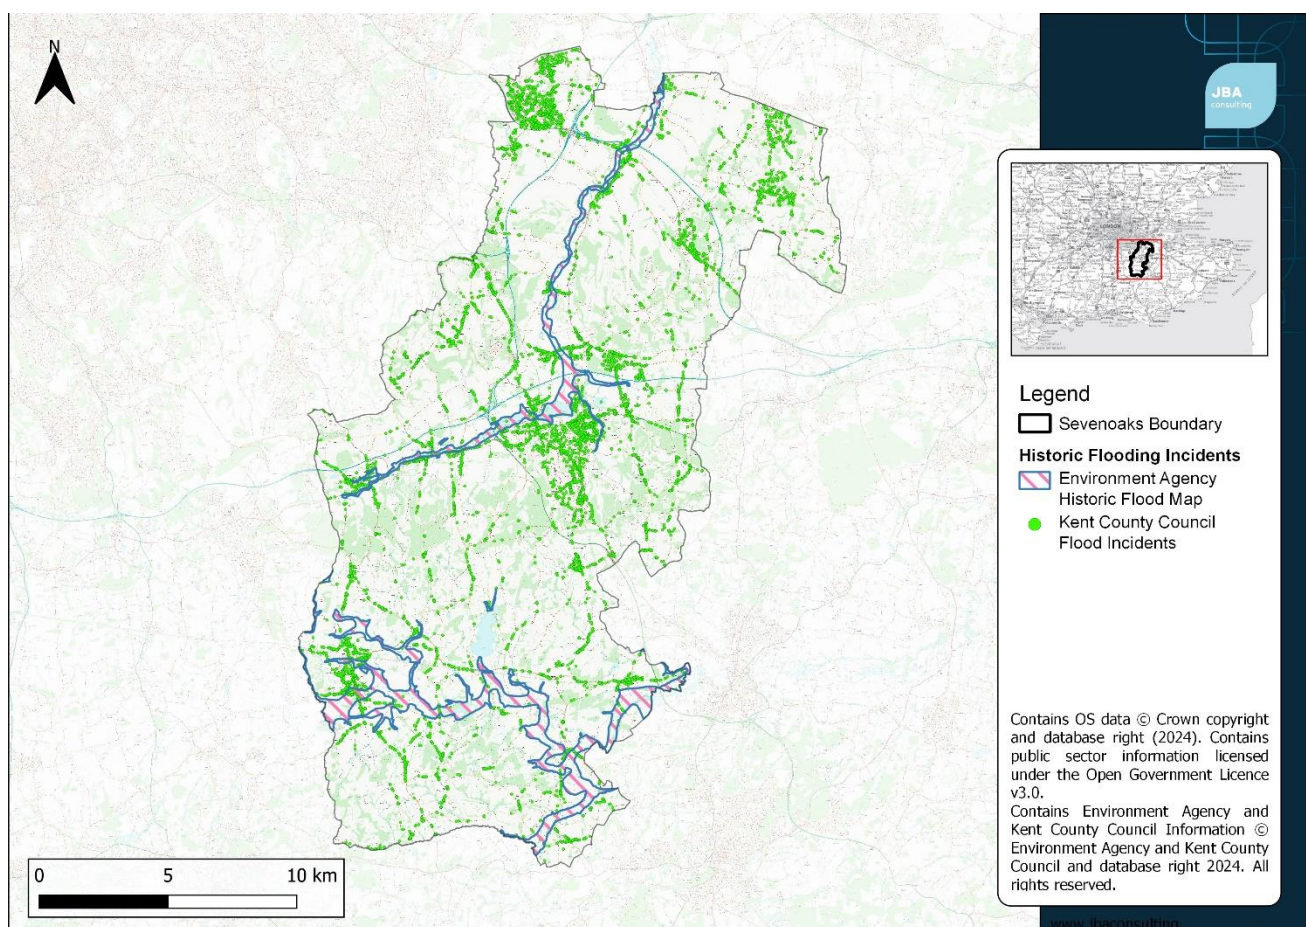 N
JBA
consulting
LONDON
Legend
Sevenoaks Boundary
Historic Flooding Incidents
Environment Agency
Historic Flood Map
Kent County Council
Flood Incidents
Contains OS data © Crown copyright
and database right (2024). Contains
public sector information licensed
under the Open Government Licence
v3.0.
Contains Environment Agency and
Kent County Council Information ©
Environment Agency and Kent County
Council and database right 2024. All
rights reserved.
0 5 10 km
www.jbaconsulting